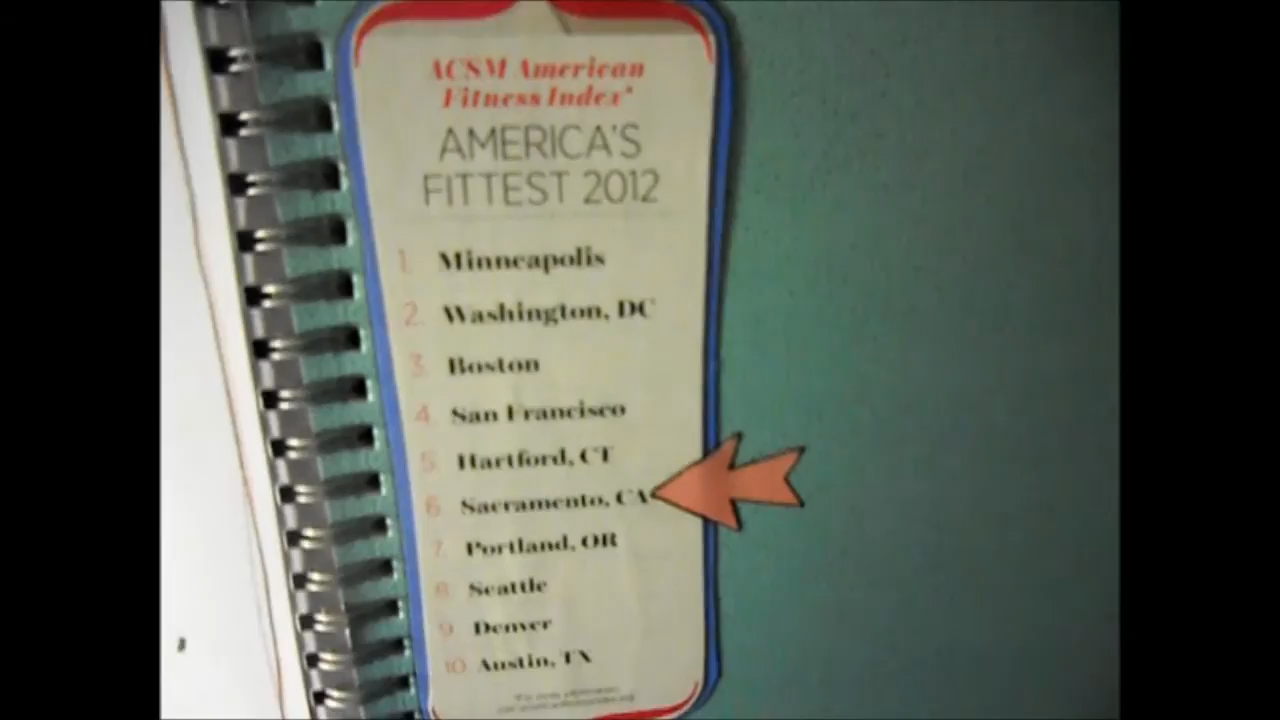 ACSM American
Fitness Index®
AMERICA'S
FITTEST 2012
1. Minneapolis
2. Washington, DC
3. Boston
4. San Francisco
5. Hartford, CT
6. Sacramento, CA
7. Portland, OR
8. Seattle
9. Denver
10. Austin, TX